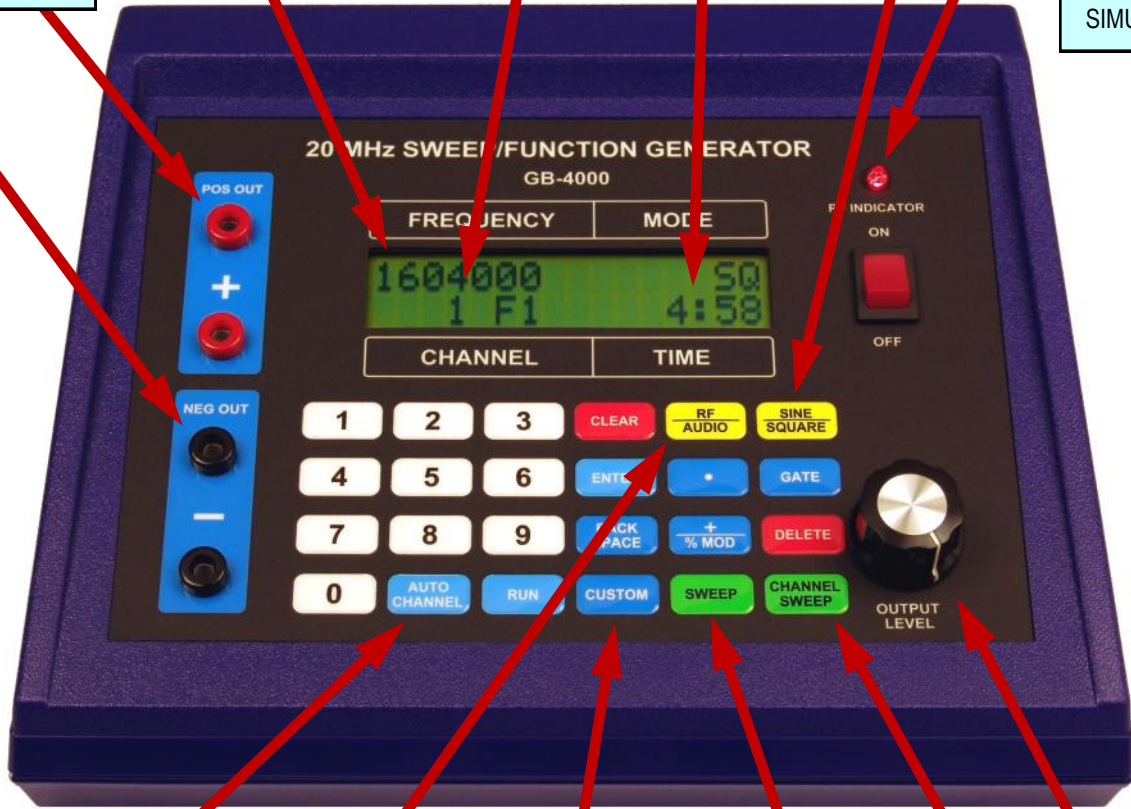 SIMU
20 MHz SWEEP/FUNCTION GENERATOR
GB-4000
POS OUT
FREQUENCY MODE
RF INDICATOR
ON
1604000 SQ
+
1 F1 4:58
OFF
CHANNEL TIME
NEG OUT
1 2 3 CLEAR RF AUDIO SINE SQUARE
4 5 6 ENTER • GATE
−
7 8 9 BACK SPACE + % MOD DELETE
0 AUTO CHANNEL RUN CUSTOM SWEEP CHANNEL SWEEP
OUTPUT
LEVEL